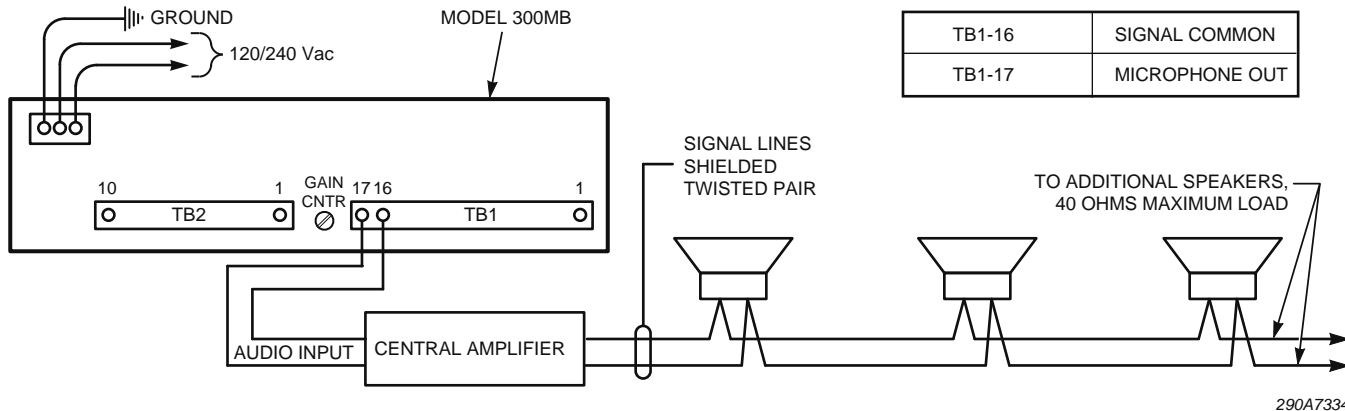 GROUND
MODEL 300MB
120/240 Vac
TB1-16 SIGNAL COMMON
TB1-17 MICROPHONE OUT
SIGNAL LINES
SHIELDED
TWISTED PAIR
10 1
TB2
GAIN
CNTR
17 16 1
TB1
TO ADDITIONAL SPEAKERS,
40 OHMS MAXIMUM LOAD
AUDIO INPUT
CENTRAL AMPLIFIER
290A7334